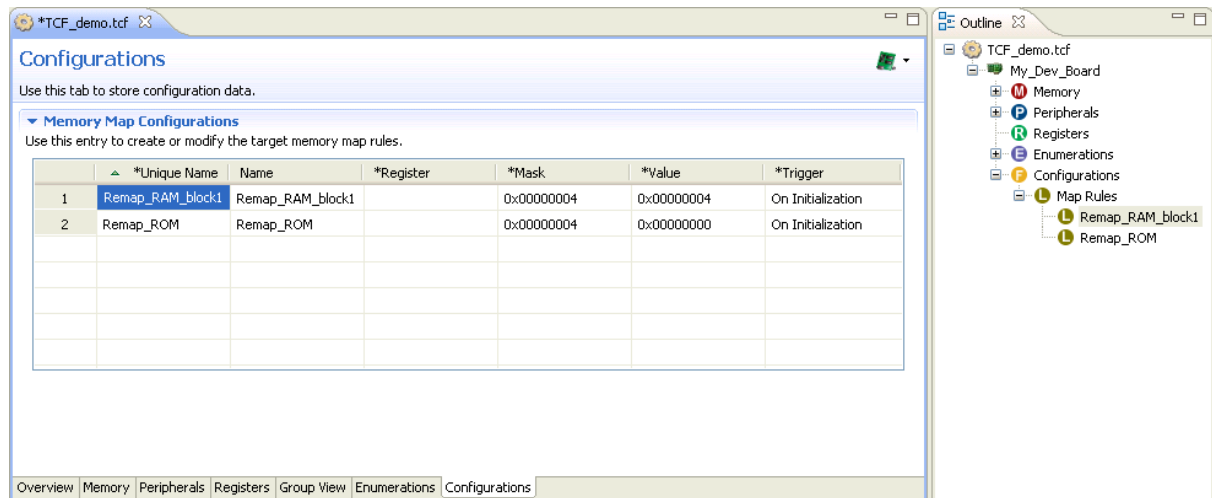 *TCF_demo.tcf
Configurations
Use this tab to store configuration data.
Memory Map Configurations
Use this entry to create or modify the target memory map rules.
*Unique Name Name *Register *Mask *Value *Trigger
1 Remap_RAM_block1 Remap_RAM_block1 0x00000004 0x00000004 On Initialization
2 Remap_ROM Remap_ROM 0x00000004 0x00000000 On Initialization
Overview Memory Peripherals Registers Group View Enumerations Configurations
Outline
TCF_demo.tcf
My_Dev_Board
M Memory
P Peripherals
R Registers
E Enumerations
F Configurations
L Map Rules
L Remap_RAM_block1
L Remap_ROM